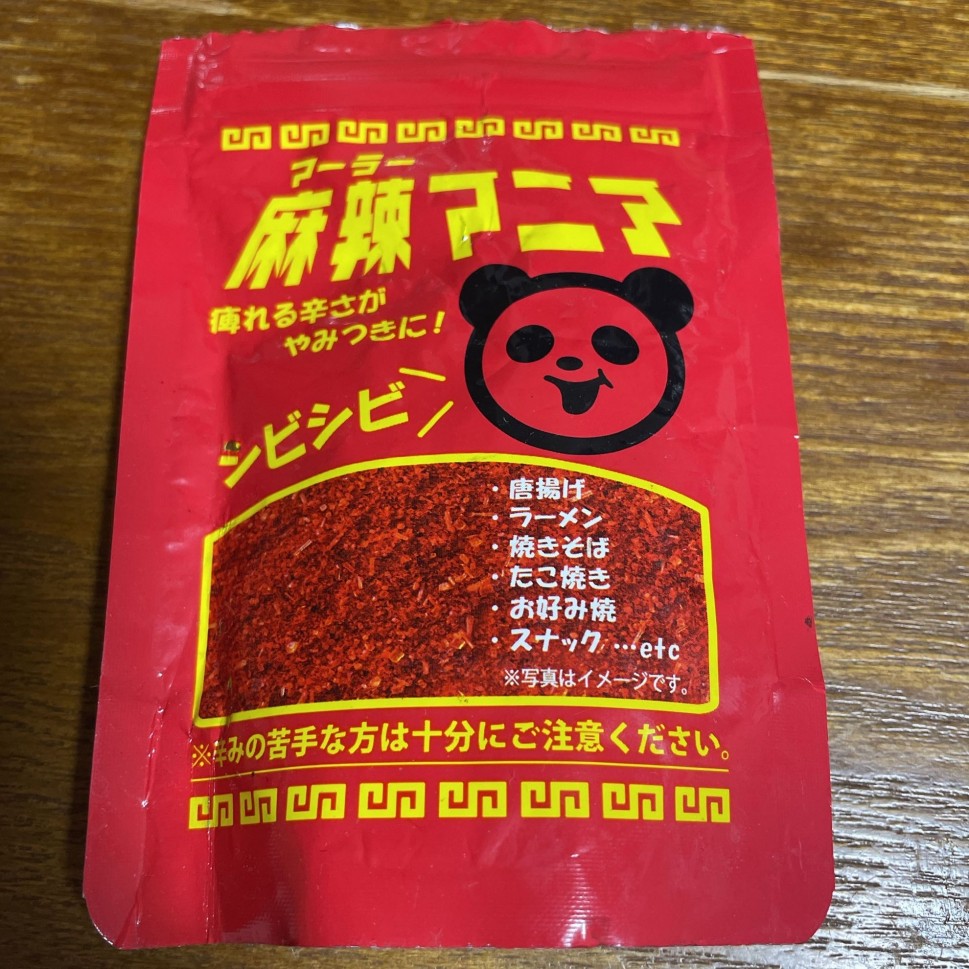 マーラー
麻辣マニア
痺れる辛さが
やみつきに！
シビシビ
・唐揚げ
・ラーメン
・焼きそば
・たこ焼き
・お好み焼
・スナック …etc
※写真はイメージです。
※辛みの苦手な方は十分にご注意ください。